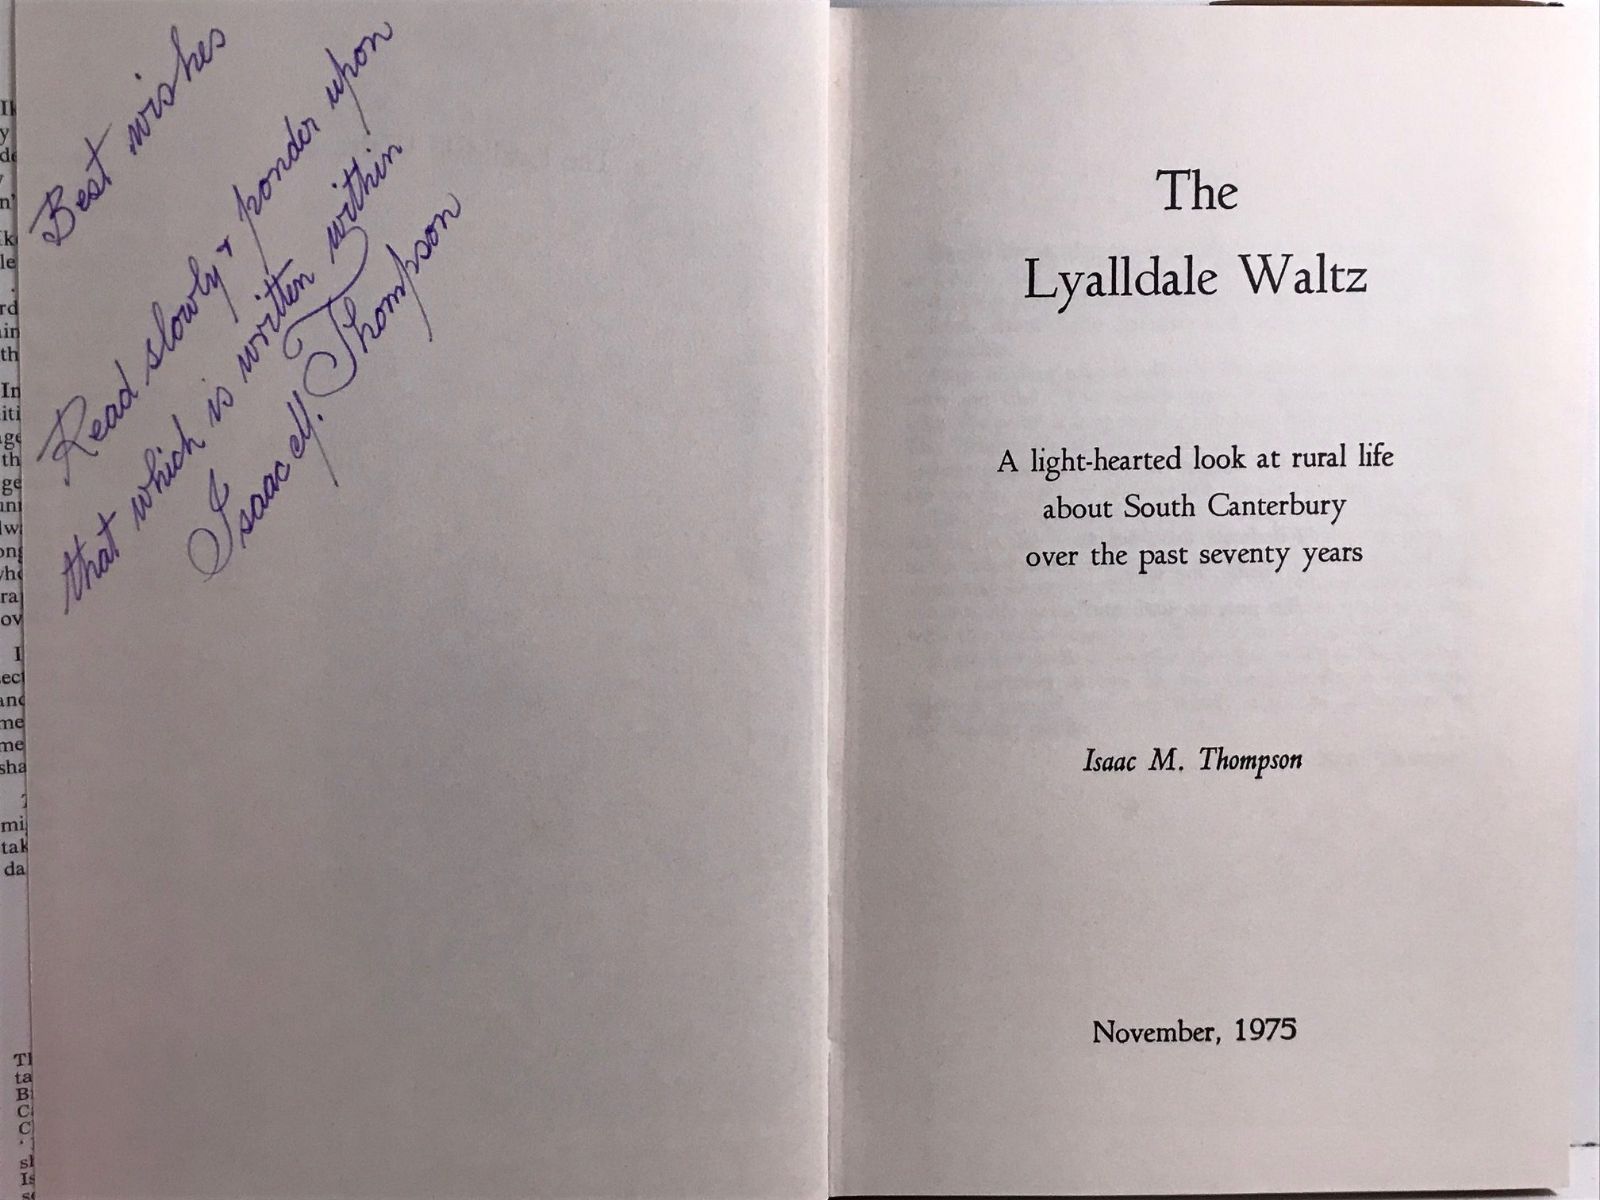 Best wishes
Read slowly & ponder upon
that which is written within
Isaac M. Thompson
The
Lyalldale Waltz
A light-hearted look at rural life
about South Canterbury
over the past seventy years
Isaac M. Thompson
November, 1975